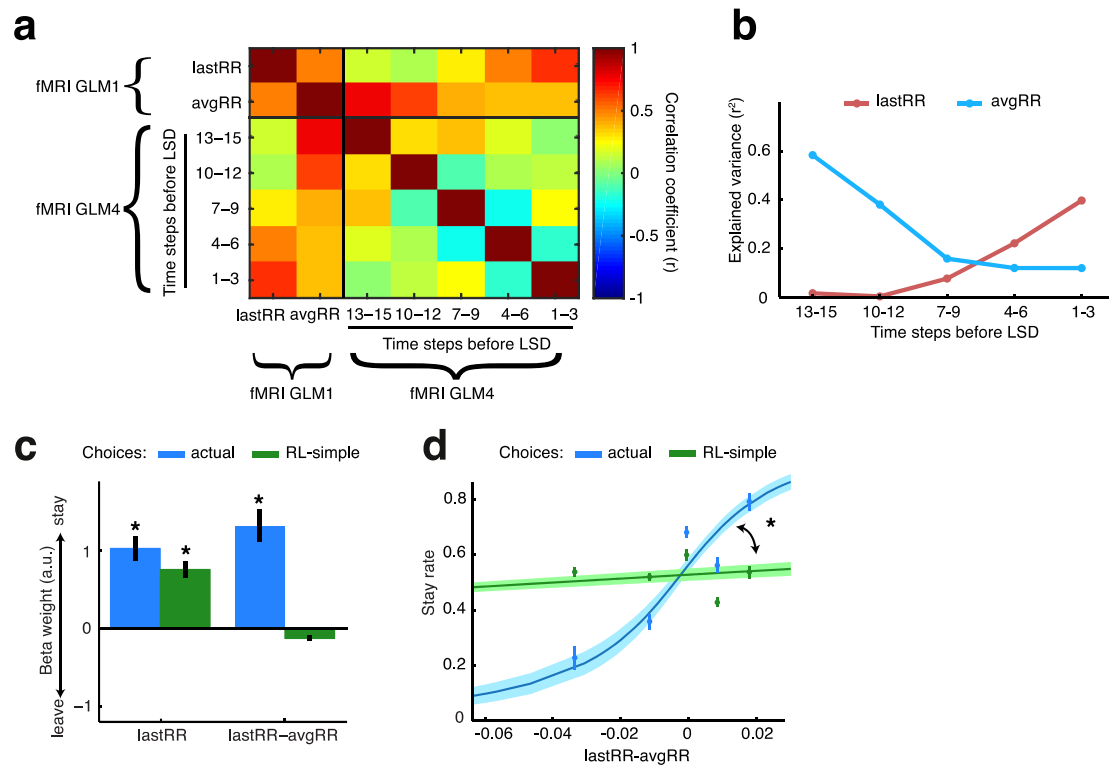 a
fMRI GLM1
lastRR
avgRR
fMRI GLM4
Time steps before LSD
13–15
10–12
7–9
4–6
1–3
lastRR avgRR 13–15 10–12 7–9 4–6 1–3
Time steps before LSD
fMRI GLM1
fMRI GLM4
1
0.5
0
-0.5
-1
Correlation coefficient (r)
b
lastRR avgRR
Explained variance (r²)
0.6
0.4
0.2
0
13-15 10-12 7-9 4-6 1-3
Time steps before LSD
c
Choices: actual RL-simple
leave Beta weight (a.u.) stay
1
0
−1
* * *
lastRR lastRR−avgRR
d
Choices: actual RL-simple
Stay rate
0.8
0.6
0.4
0.2
0
*
-0.06 -0.04 -0.02 0 0.02
lastRR-avgRR